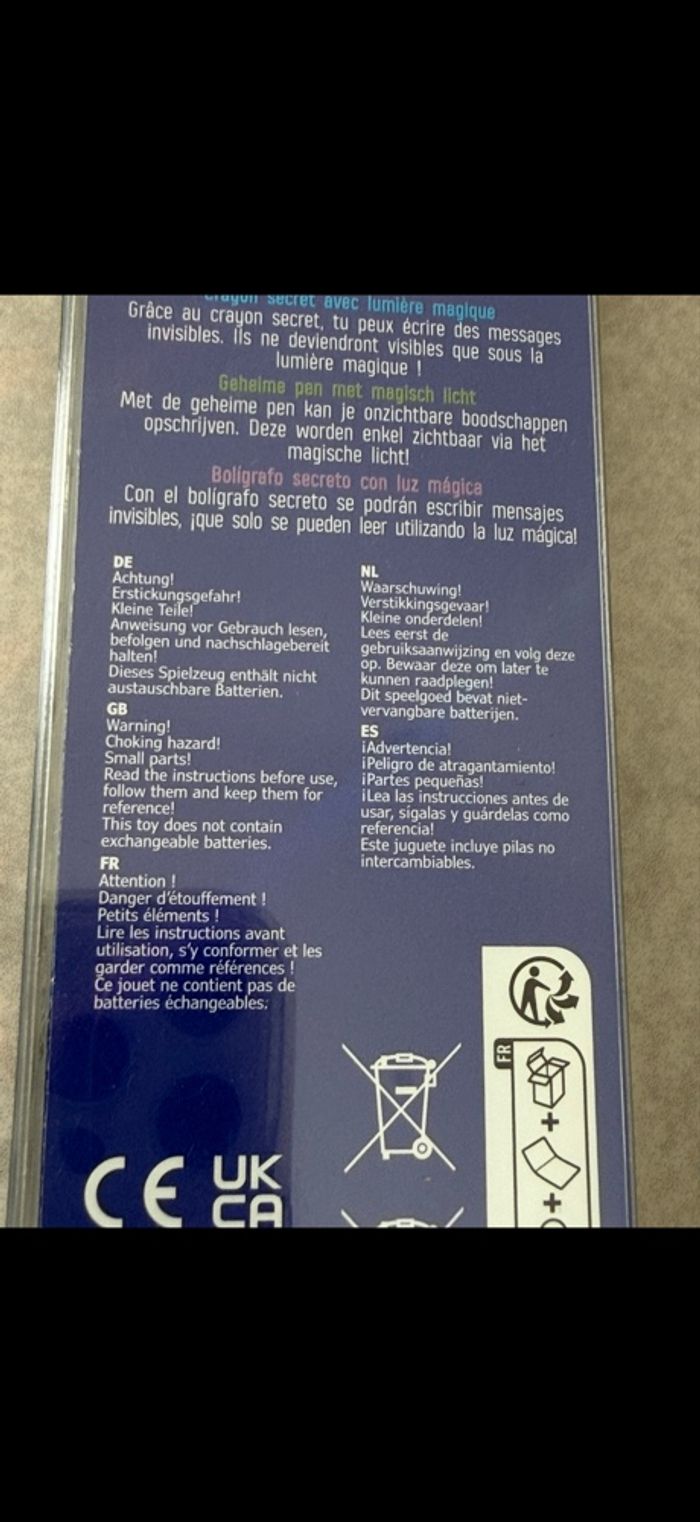 Crayon secret avec lumière magique
Grâce au crayon secret, tu peux écrire des messages
invisibles. Ils ne deviendront visibles que sous la
lumière magique !
Geheime pen met magisch licht
Met de geheime pen kan je onzichtbare boodschappen
opschrijven. Deze worden enkel zichtbaar via het
magische licht!
Bolígrafo secreto con luz mágica
Con el bolígrafo secreto se podrán escribir mensajes
invisibles, ¡que solo se pueden leer utilizando la luz mágica!
DE
Achtung!
Erstickungsgefahr!
Kleine Teile!
Anweisung vor Gebrauch lesen,
befolgen und nachschlagebereit
halten!
Dieses Spielzeug enthält nicht
austauschbare Batterien.
GB
Warning!
Choking hazard!
Small parts!
Read the instructions before use,
follow them and keep them for
reference!
This toy does not contain
exchangeable batteries.
FR
Attention !
Danger d'étouffement !
Petits éléments !
Lire les instructions avant
utilisation, s'y conformer et les
garder comme références !
Ce jouet ne contient pas de
batteries échangeables.
NL
Waarschuwing!
Verstikkingsgevaar!
Kleine onderdelen!
Lees eerst de
gebruiksaanwijzing en volg deze
op. Bewaar deze om later te
kunnen raadplegen!
Dit speelgoed bevat niet-
vervangbare batterijen.
ES
¡Advertencia!
¡Peligro de atragantamiento!
¡Partes pequeñas!
¡Lea las instrucciones antes de
usar, sígalas y guárdelas como
referencia!
Este juguete incluye pilas no
intercambiables.
FR
+
+
CE
UK
CA